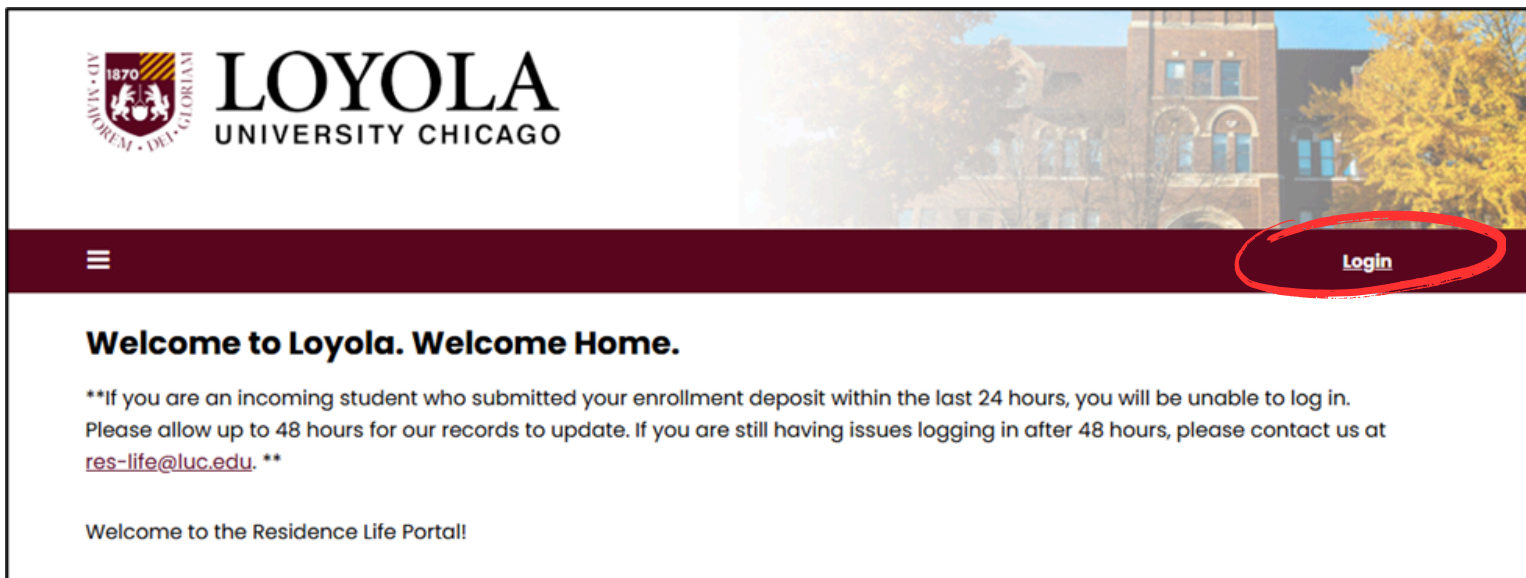 1870
AD • MAJOREM • DEI • GLORIAM
LOYOLA
UNIVERSITY CHICAGO
Login
Welcome to Loyola. Welcome Home.
**If you are an incoming student who submitted your enrollment deposit within the last 24 hours, you will be unable to log in.
Please allow up to 48 hours for our records to update. If you are still having issues logging in after 48 hours, please contact us at
res-life@luc.edu. **
Welcome to the Residence Life Portal!